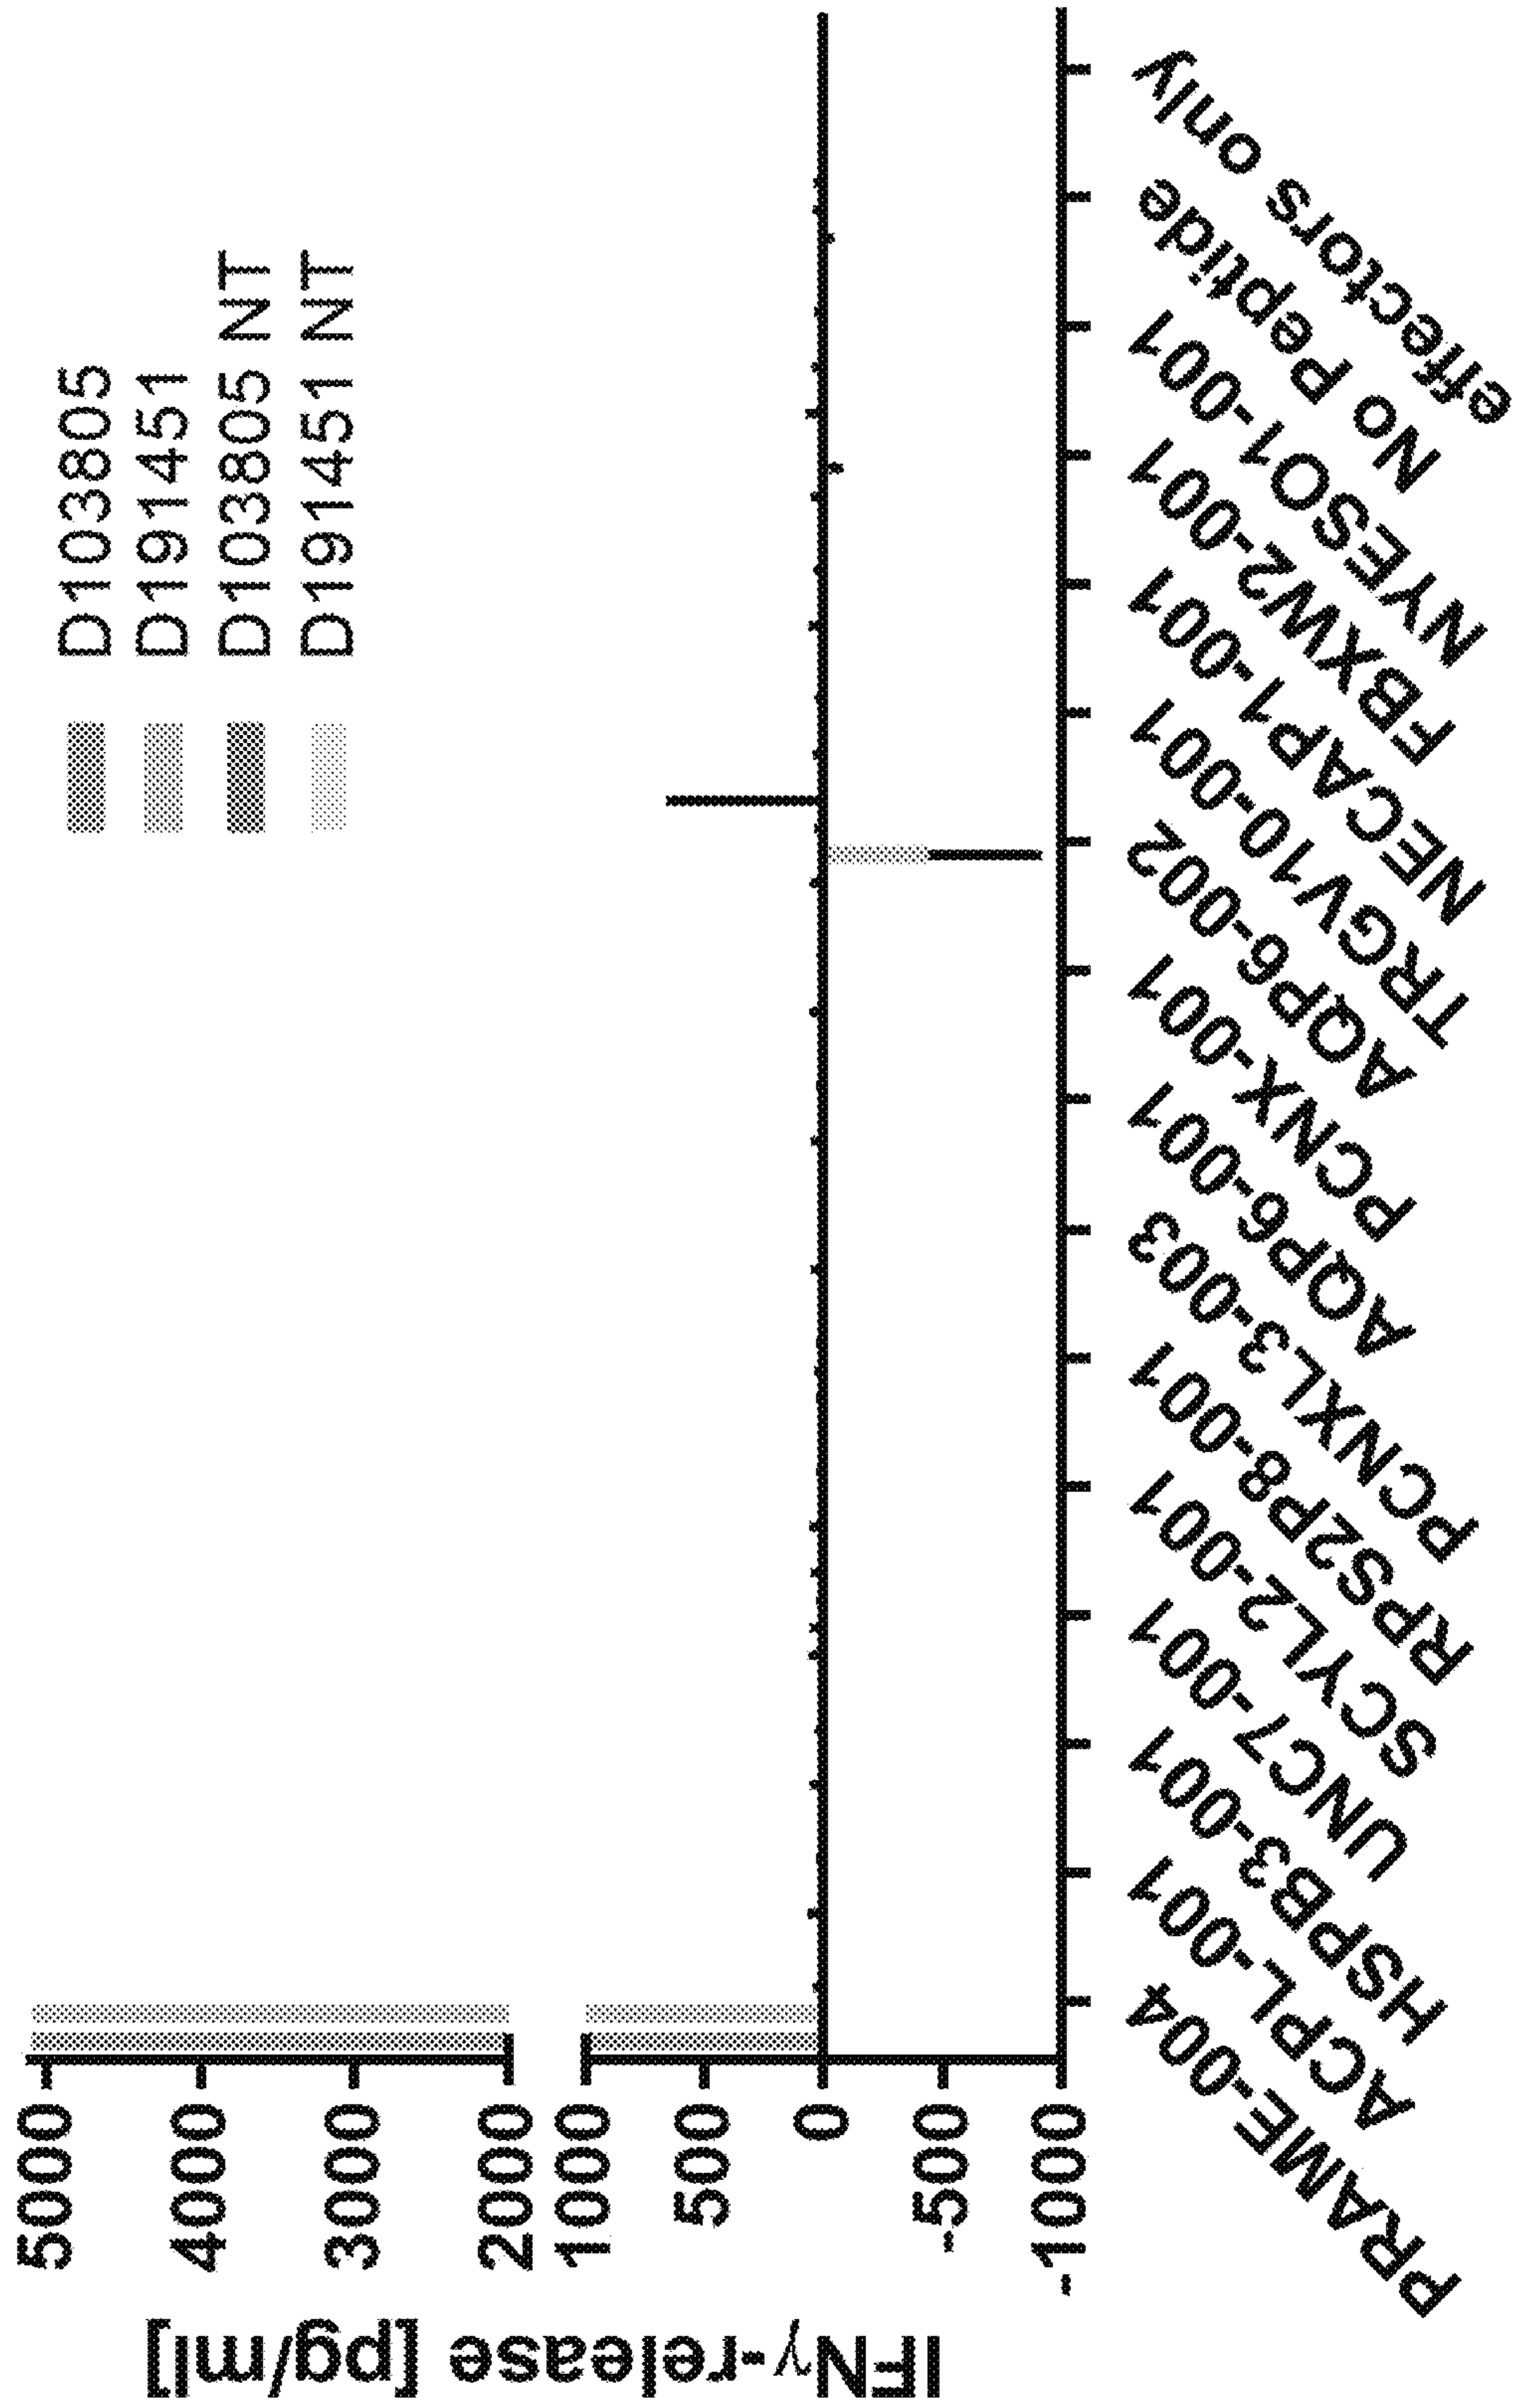 D103805
D191451
D103805 NT
D191451 NT
IFNγ-release [pg/ml]
5000
4000
3000
2000
1000
500
0
-500
-1000
PRAME-004
ACPL-001
HSPB3-001
UNC7-001
SCYL2-001
RPS2P8-001
PCNXL3-003
AQP6-001
PCNX-001
AQP6-002
TRGV10-001
NECAP1-001
FBXW2-001
NYESO1-001
No Peptide
effectors only